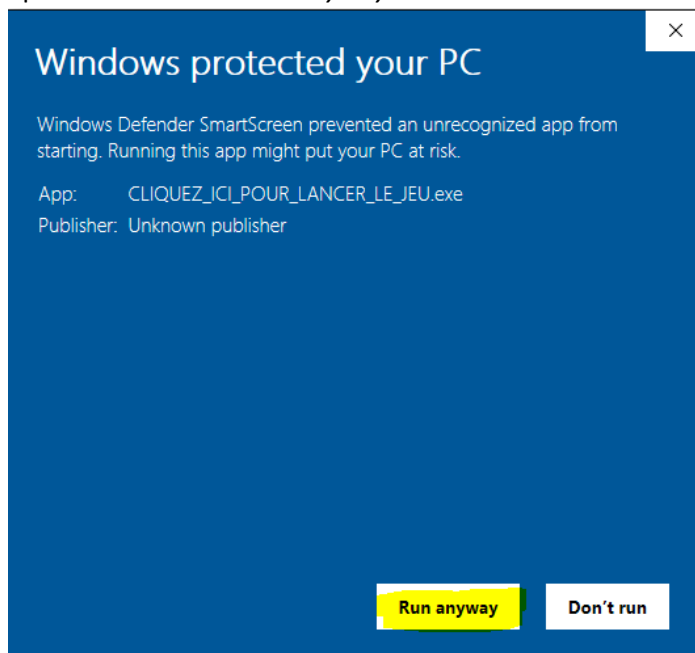 Windows protected your PC
Windows Defender SmartScreen prevented an unrecognized app from
starting. Running this app might put your PC at risk.
App: CLIQUEZ_ICI_POUR_LANCER_LE_JEU.exe
Publisher: Unknown publisher
Run anyway
Don't run